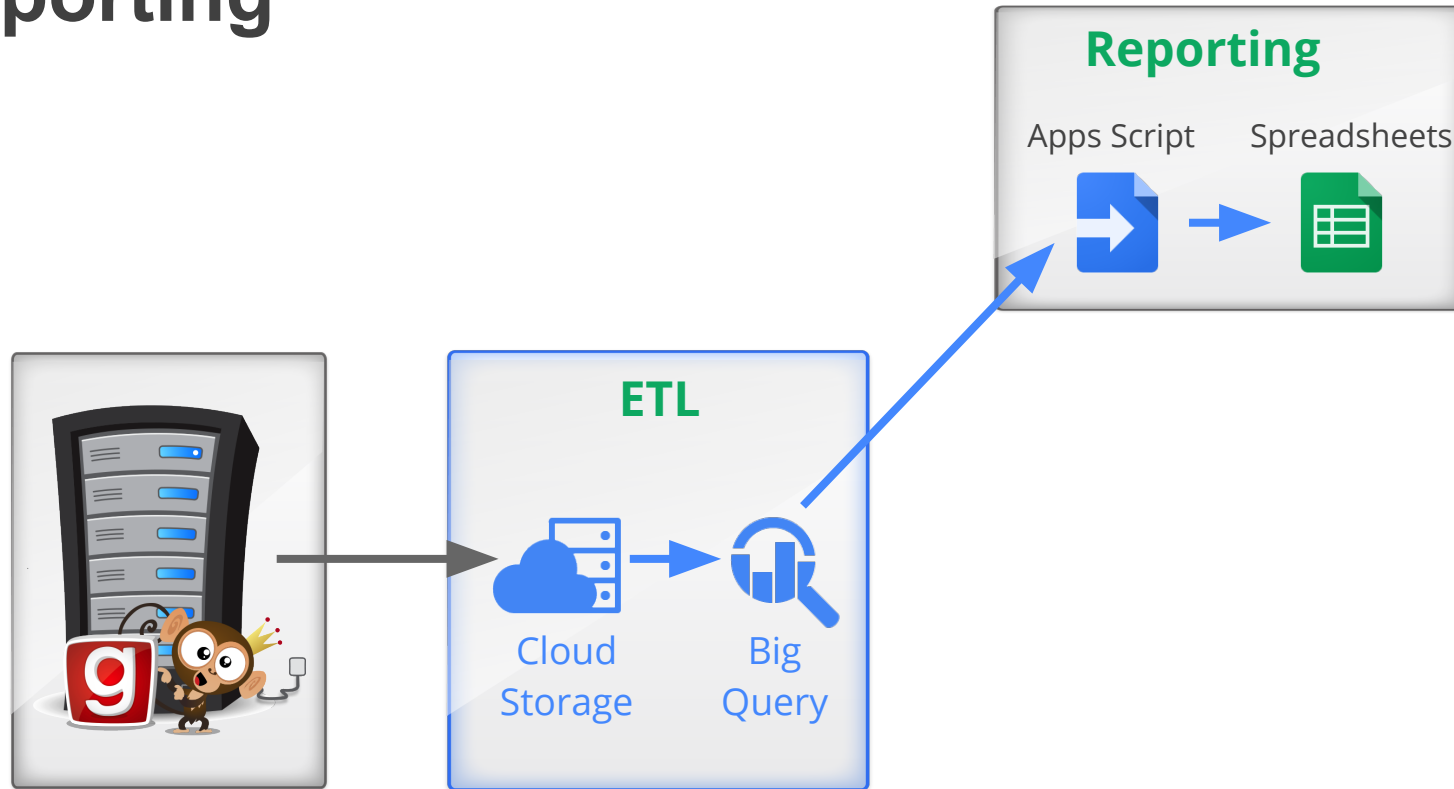 porting
Reporting
Apps Script
Spreadsheets
ETL
Cloud
Storage
Big
Query
g